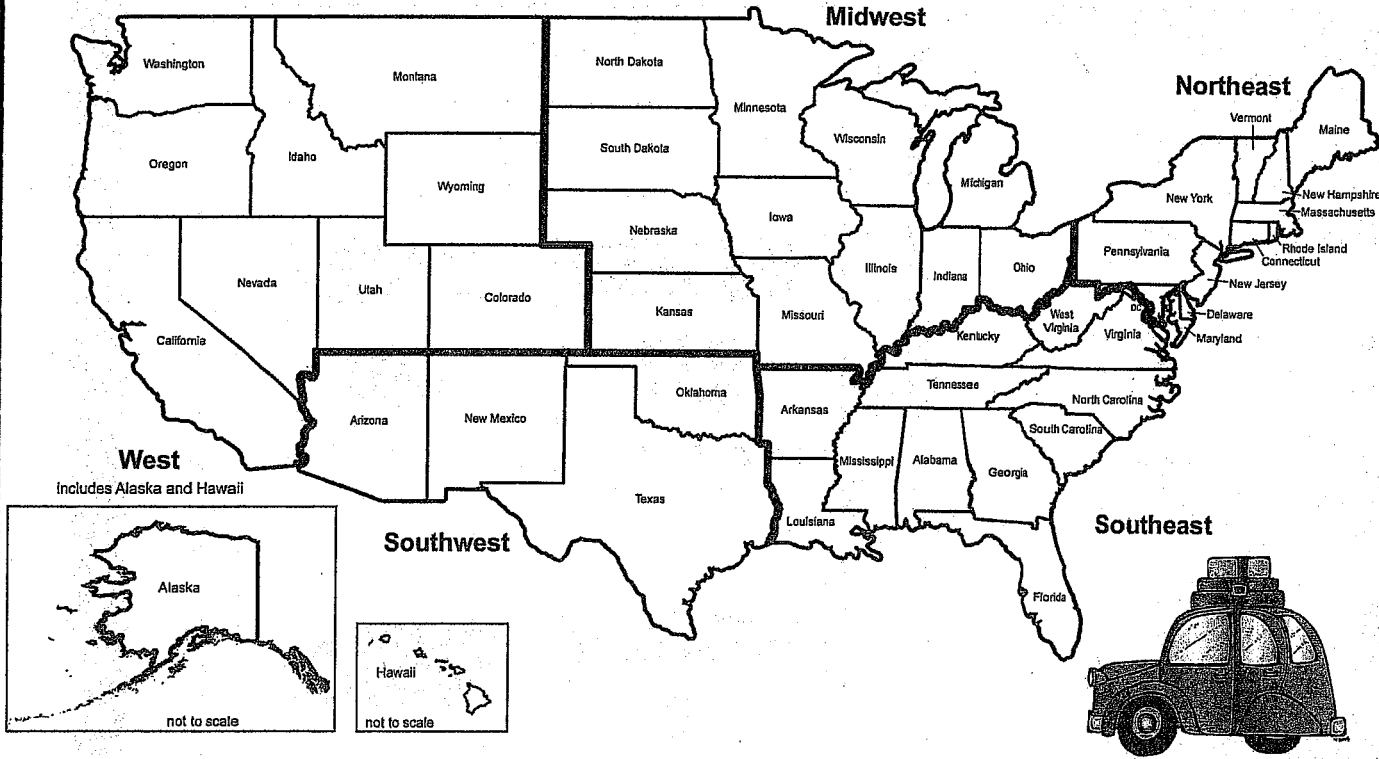 Midwest
Northeast
Washington
Montana
North Dakota
Minnesota
Vermont
Maine
Oregon
Idaho
Wyoming
South Dakota
Wisconsin
Michigan
New York
New Hampshire
Massachusetts
Rhode Island
Connecticut
Nebraska
Iowa
Pennsylvania
New Jersey
Nevada
Utah
Colorado
Illinois
Indiana
Ohio
Delaware
Maryland
California
Kansas
Missouri
Kentucky
West
Virginia
Virginia
DC
Arizona
New Mexico
Oklahoma
Arkansas
Tennessee
North Carolina
South Carolina
Mississippi
Alabama
Georgia
Texas
Louisiana
Florida
West
includes Alaska and Hawaii
Southwest
Southeast
Alaska
not to scale
Hawaii
not to scale